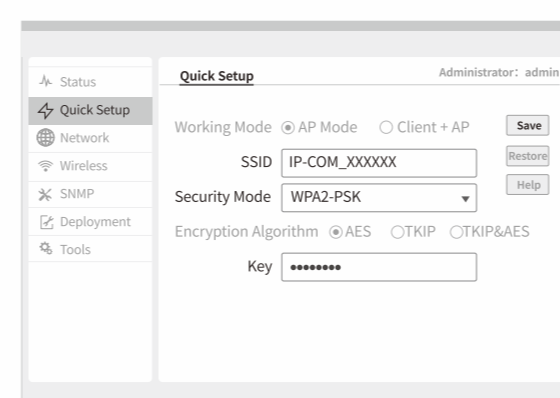 Status
Quick Setup
Network
Wireless
SNMP
Deployment
Tools
Quick Setup
Administrator: admin
Working Mode AP Mode Client + AP
SSID IP-COM_XXXXXX
Security Mode WPA2-PSK
Encryption Algorithm AES TKIP TKIP&AES
Key ••••••••
Save
Restore
Help